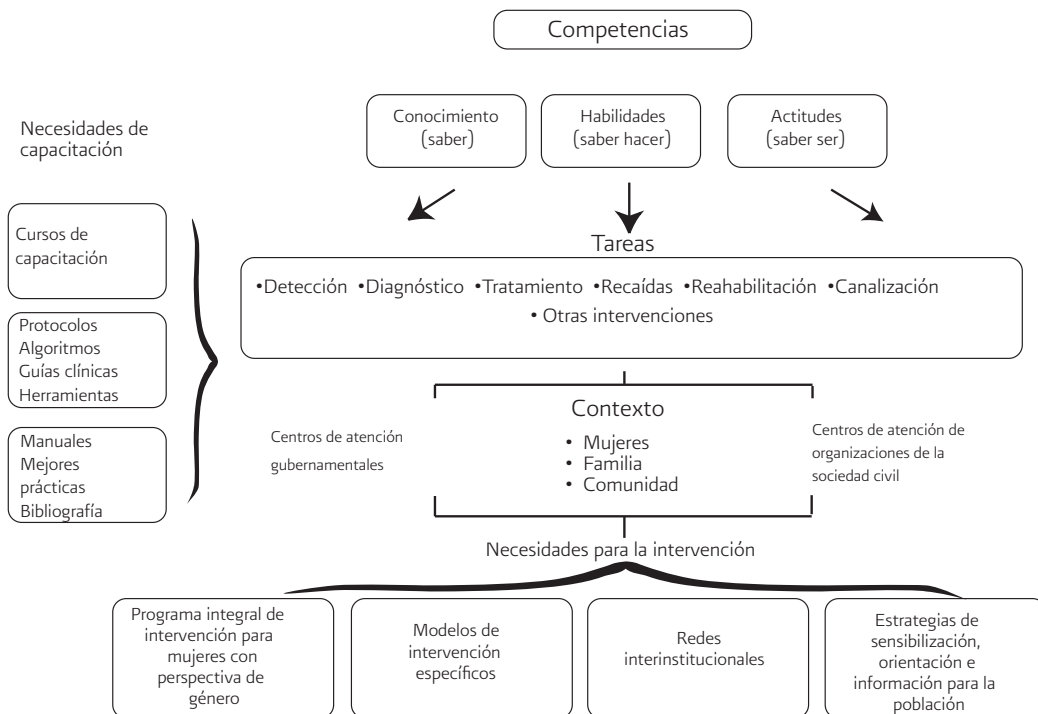 Competencias
Conocimiento
(saber)
Habilidades
(saber hacer)
Actitudes
(saber ser)
Necesidades de
capacitación
Cursos de
capacitación
Protocolos
Algoritmos
Guías clínicas
Herramientas
Manuales
Mejores
prácticas
Bibliografía
Tareas
•Detección •Diagnóstico •Tratamiento •Recaídas •Reahabilitación •Canalización
• Otras intervenciones
Centros de atención
gubernamentales
Contexto
• Mujeres
• Familia
• Comunidad
Centros de atención de
organizaciones de la
sociedad civil
Necesidades para la intervención
Programa integral de
intervención para
mujeres con
perspectiva de
género
Modelos de
intervención
específicos
Redes
interinstitucionales
Estrategias de
sensibilización,
orientación e
información para la
población